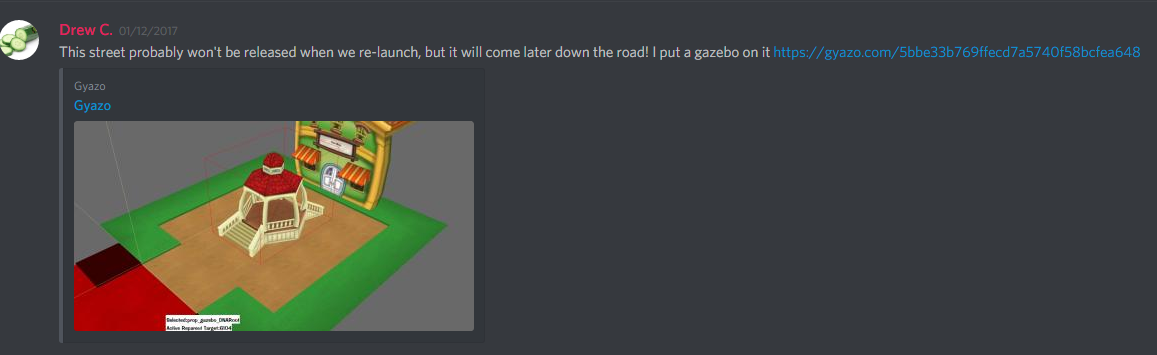 Drew C. 01/12/2017
This street probably won't be released when we re-launch, but it will come later down the road! I put a gazebo on it https://gyazo.com/5bbe33b769ffecd7a5740f58bcfea648
Gyazo
Gyazo
Selected:prop_gazebo_DNARoot
Active Reparent Target:6104